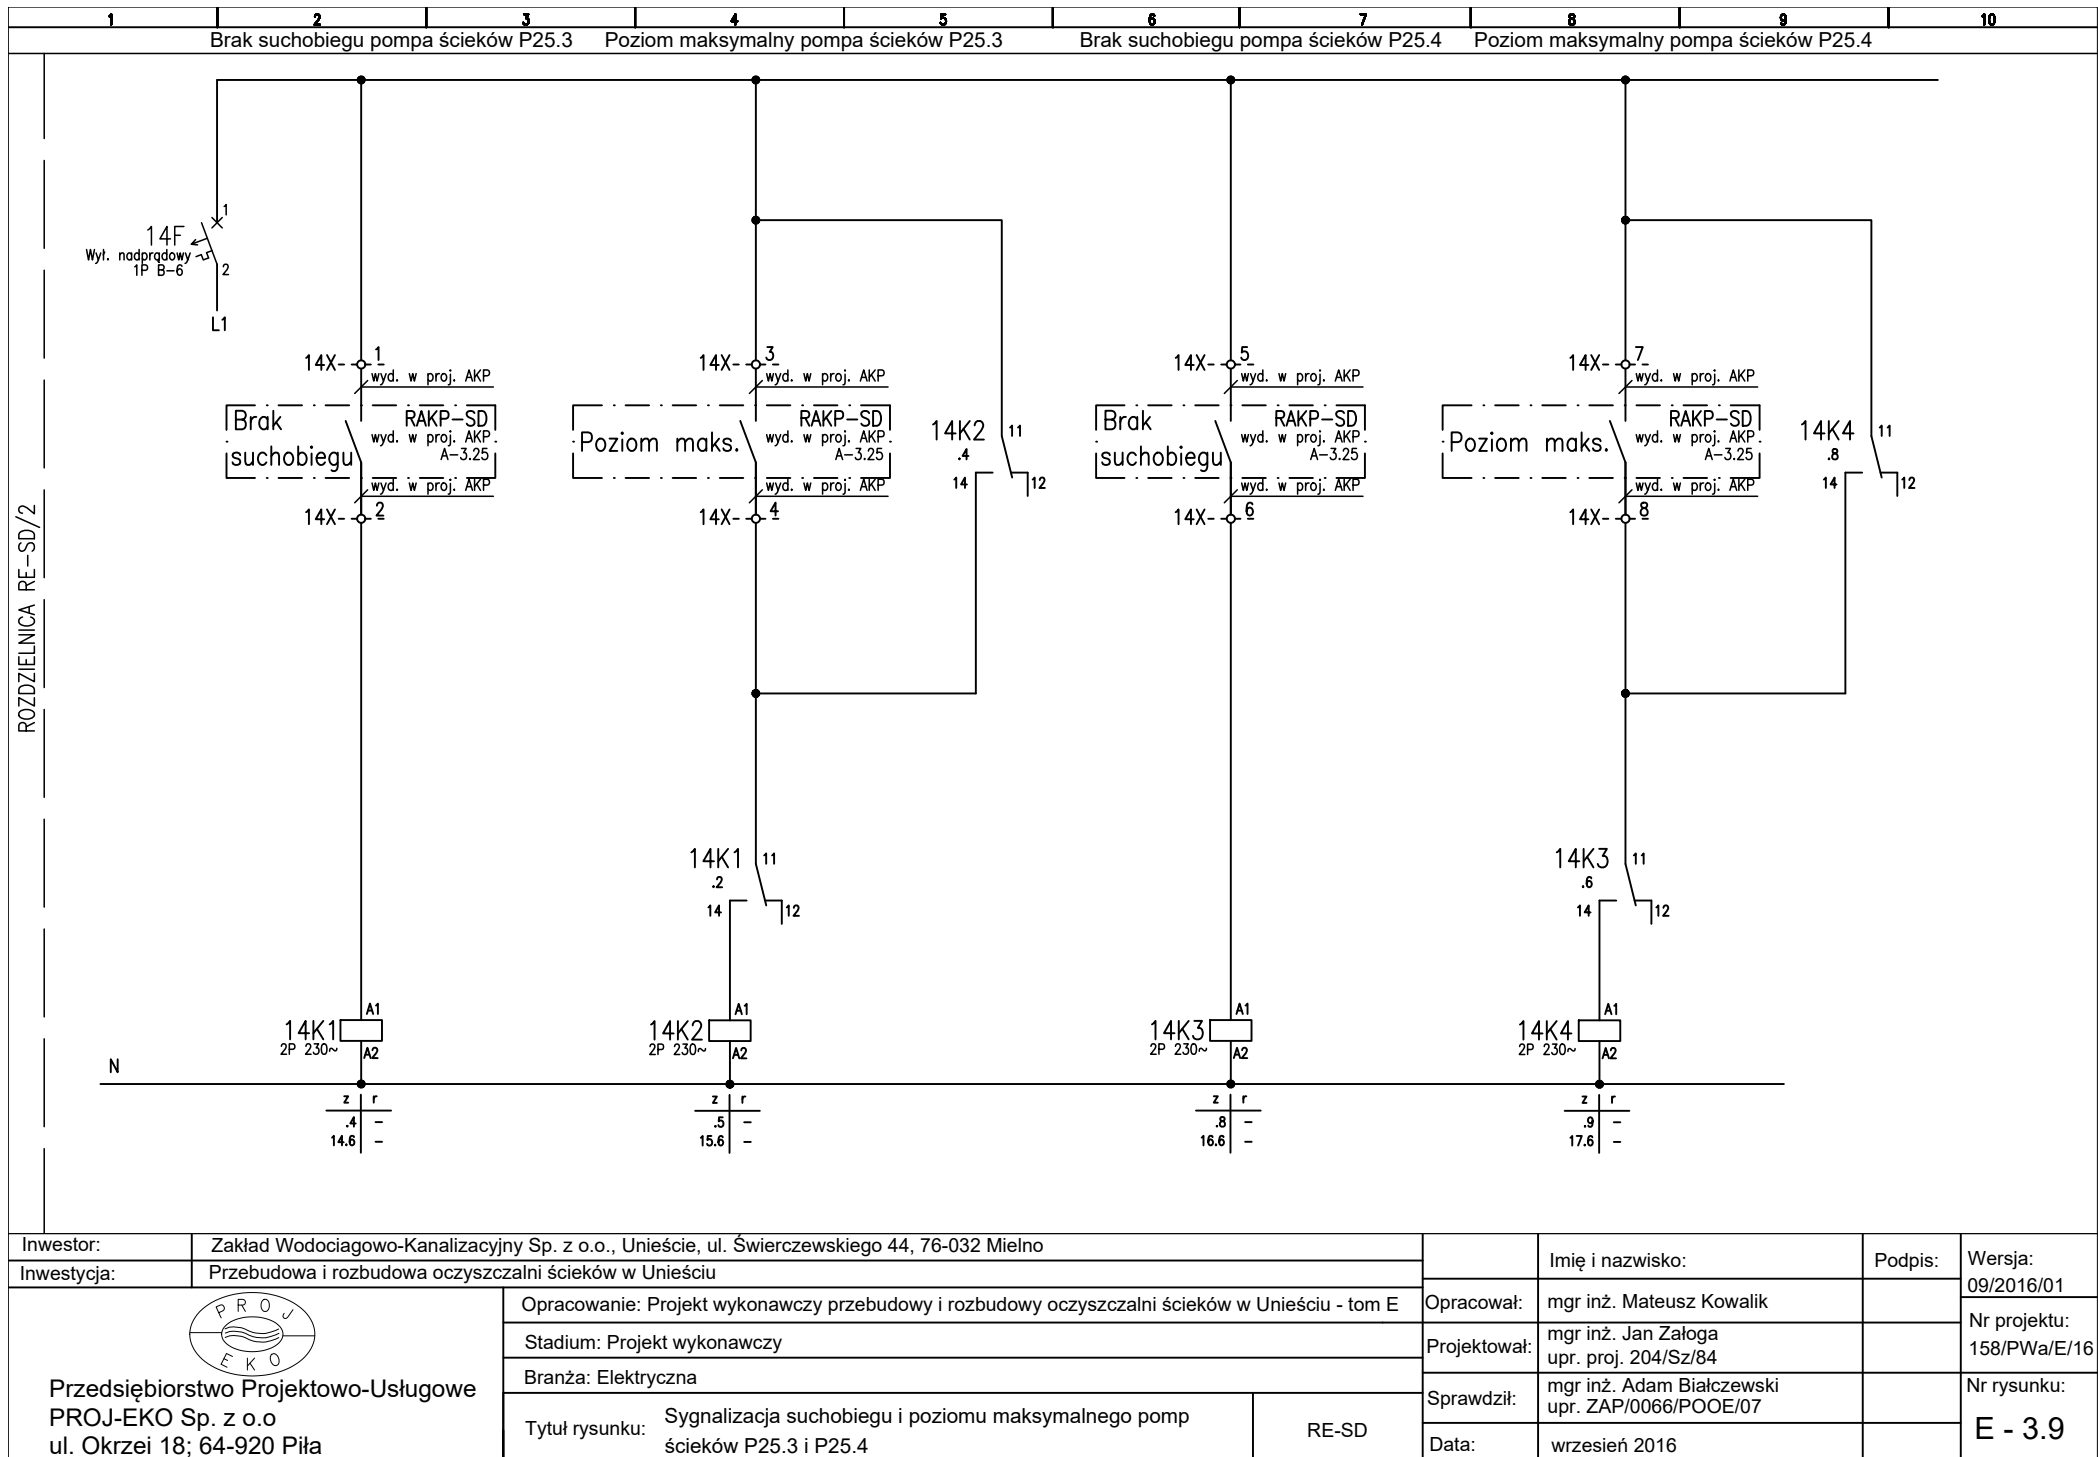 1 2 3 4 5 6 7 8 9 10
Brak suchobiegu pompa ścieków P25.3 Poziom maksymalny pompa ścieków P25.3 Brak suchobiegu pompa ścieków P25.4 Poziom maksymalny pompa ścieków P25.4
ROZDZIELNICA RE-SD/2
1
14F
Wył. nadprądowy
1P B-6
2
L1
14X- 1
wyd. w proj. AKP
Brak
suchobiegu
RAKP-SD
wyd. w proj. AKP
A-3.25
wyd. w proj. AKP
14X- 2
14X- 3
wyd. w proj. AKP
Poziom maks.
RAKP-SD
wyd. w proj. AKP
A-3.25
wyd. w proj. AKP
14X- 4
14K2 11
.4
14 12
14X- 5
wyd. w proj. AKP
Brak
suchobiegu
RAKP-SD
wyd. w proj. AKP
A-3.25
wyd. w proj. AKP
14X- 6
14X- 7
wyd. w proj. AKP
Poziom maks.
RAKP-SD
wyd. w proj. AKP
A-3.25
wyd. w proj. AKP
14X- 8
14K4 11
.8
14 12
14K1 11
.2
14 12
14K3 11
.6
14 12
A1
14K1
2P 230~
A2
A1
14K2
2P 230~
A2
A1
14K3
2P 230~
A2
A1
14K4
2P 230~
A2
N
z r
.4 -
14.6 -
z r
.5 -
15.6 -
z r
.8 -
16.6 -
z r
.9 -
17.6 -
Inwestor: Zakład Wodociagowo-Kanalizacyjny Sp. z o.o., Unieście, ul. Świerczewskiego 44, 76-032 Mielno
Inwestycja: Przebudowa i rozbudowa oczyszczalni ścieków w Unieściu
PROJ
EKO
Przedsiębiorstwo Projektowo-Usługowe
PROJ-EKO Sp. z o.o
ul. Okrzei 18; 64-920 Piła
Opracowanie: Projekt wykonawczy przebudowy i rozbudowy oczyszczalni ścieków w Unieściu - tom E
Stadium: Projekt wykonawczy
Branża: Elektryczna
Tytuł rysunku: Sygnalizacja suchobiegu i poziomu maksymalnego pomp
ścieków P25.3 i P25.4
RE-SD
Imię i nazwisko: Podpis:
Opracował: mgr inż. Mateusz Kowalik
Projektował: mgr inż. Jan Załoga
upr. proj. 204/Sz/84
Sprawdził: mgr inż. Adam Białczewski
upr. ZAP/0066/POOE/07
Data: wrzesień 2016
Wersja:
09/2016/01
Nr projektu:
158/PWa/E/16
Nr rysunku:
E - 3.9